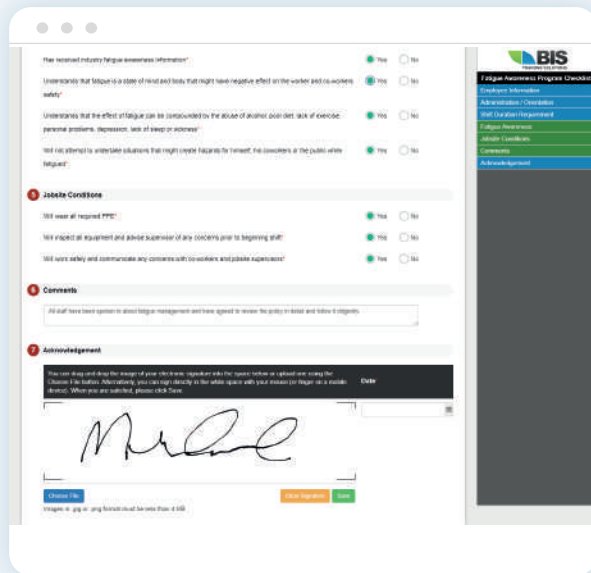 Has received industry fatigue awareness information*
Yes
No
Understands that fatigue is a state of mind and body that might have negative effect on the worker and co-workers
safety*
Yes
No
Understands that the effect of fatigue can be compounded by the abuse of alcohol, poor diet, lack of exercise,
personal problems, depression, lack of sleep or sickness*
Yes
No
Will not attempt to undertake situations that might create hazards for himself, his coworkers or the public while
fatigued*
Yes
No
5 Jobsite Conditions
Will wear all required PPE*
Yes
No
Will inspect all equipment and advise supervisor of any concerns prior to beginning shift*
Yes
No
Will work safely and communicate any concerns with co-workers and jobsite supervisors*
Yes
No
6 Comments
All staff have been spoken to about fatigue management and have agreed to review the policy in detail and follow it diligently.
7 Acknowledgement
You can drag and drop the image of your electronic signature into the space below or upload one using the
Choose File button. Alternatively, you can sign directly in the white space with your mouse (or finger on a mobile
device). When you are satisfied, please click Save.
Date
Choose File
Clear Signature
Save
Images in .jpg or .png format must be less than 4 MB
BIS
TRAINING SOLUTIONS
Fatigue Awareness Program Checklist
Employee Information
Administration / Orientation
Shift Duration Requirement
Fatigue Awareness
Jobsite Conditions
Comments
Acknowledgement